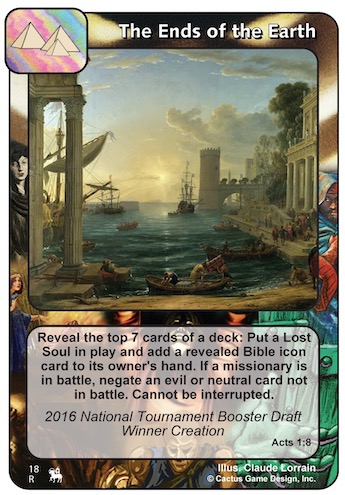 The Ends of the Earth
Reveal the top 7 cards of a deck: Put a Lost
Soul in play and add a revealed Bible icon
card to its owner's hand. If a missionary is
in battle, negate an evil or neutral card not
in battle. Cannot be interrupted.
2016 National Tournament Booster Draft
Winner Creation
Acts 1:8
18
R
Illus. Claude Lorrain
© Cactus Game Design, Inc.